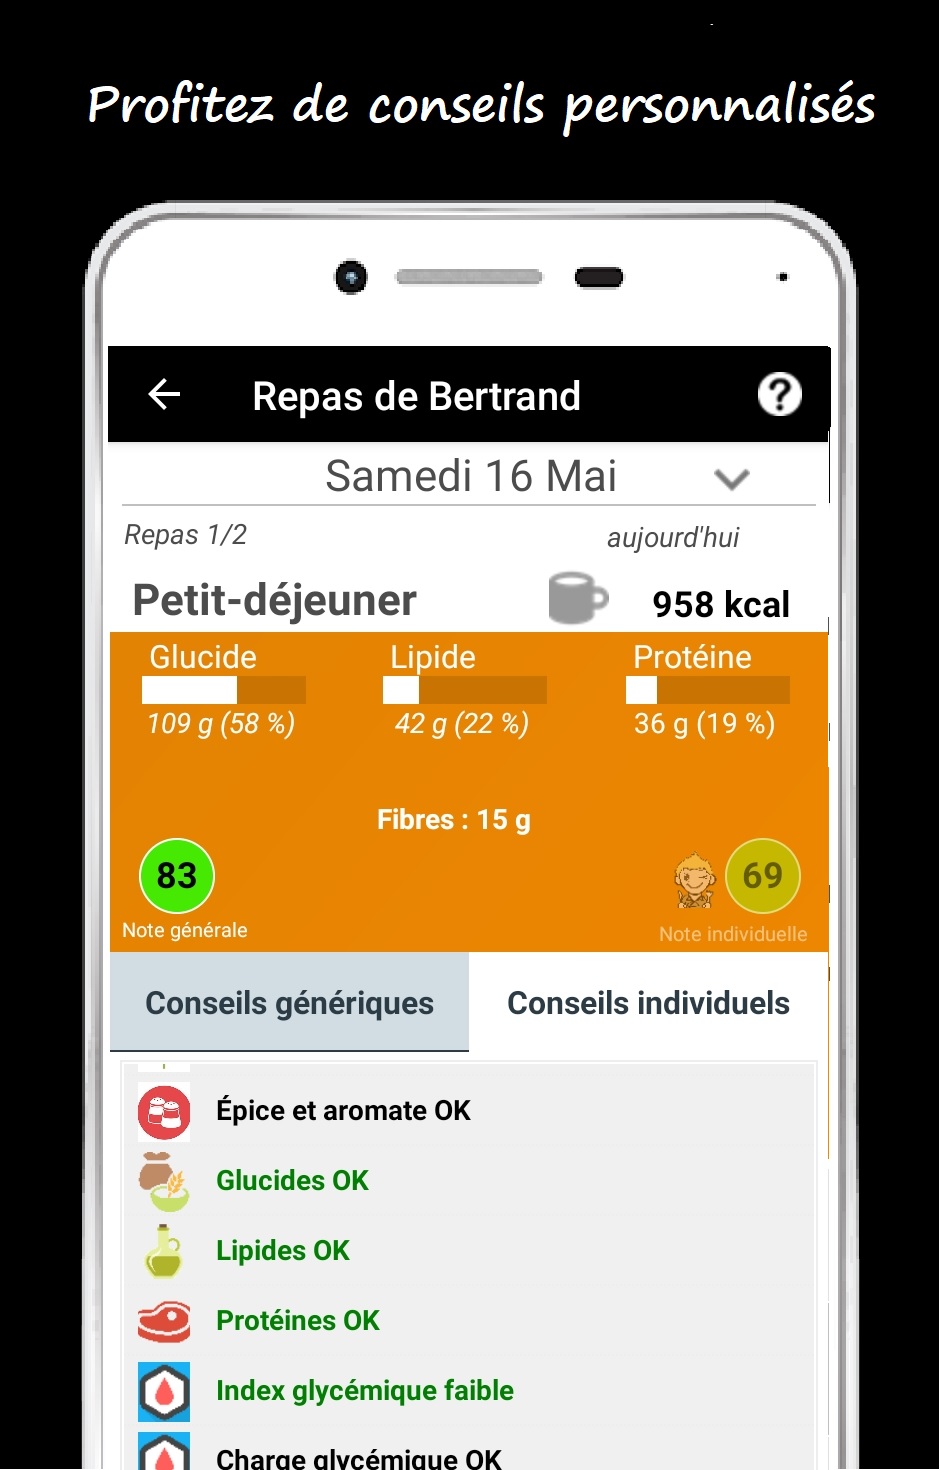 Profitez de conseils personnalisés
Repas de Bertrand
?
Samedi 16 Mai
Repas 1/2 aujourd'hui
Petit-déjeuner 958 kcal
Glucide Lipide Protéine
109 g (58 %) 42 g (22 %) 36 g (19 %)
Fibres : 15 g
83 69
Note générale Note individuelle
Conseils génériques Conseils individuels
Épice et aromate OK
Glucides OK
Lipides OK
Protéines OK
Index glycémique faible
Charge glycémique OK